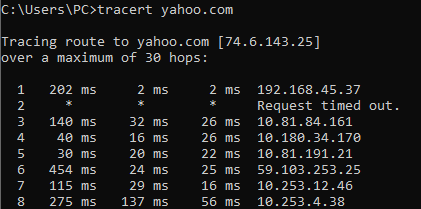 C:\Users\PC>tracert yahoo.com
Tracing route to yahoo.com [74.6.143.25]
over a maximum of 30 hops:
1 202 ms 2 ms 2 ms 192.168.45.37
2 * * * Request timed out.
3 140 ms 32 ms 26 ms 10.81.84.161
4 40 ms 16 ms 26 ms 10.180.34.170
5 30 ms 20 ms 22 ms 10.81.191.21
6 454 ms 24 ms 25 ms 59.103.253.25
7 115 ms 29 ms 16 ms 10.253.12.46
8 275 ms 137 ms 56 ms 10.253.4.38